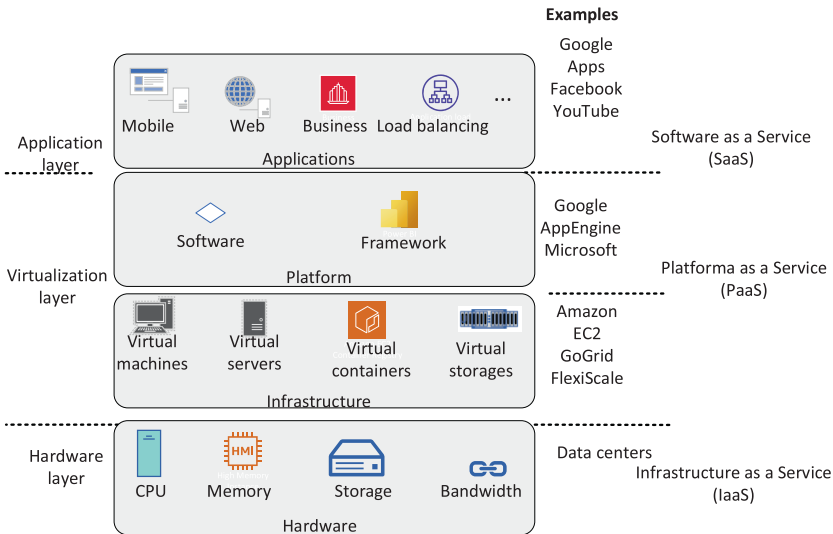 Examples
Google
Apps
Facebook
YouTube
Mobile
Web
Business
Load balancing
...
Applications
Application
layer
Software as a Service
(SaaS)
Google
AppEngine
Microsoft
Software
Framework
Platform
Virtualization
layer
Platforma as a Service
(PaaS)
Amazon
EC2
GoGrid
FlexiScale
Virtual
machines
Virtual
servers
Virtual
containers
Virtual
storages
Infrastructure
Hardware
layer
HMI
CPU
Memory
Storage
Bandwidth
Hardware
Data centers
Infrastructure as a Service
(IaaS)